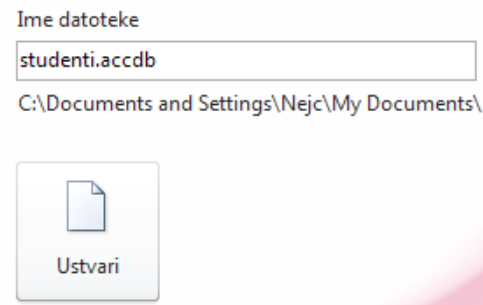 Ime datoteke
studenti.accdb
C:\Documents and Settings\Nejc\My Documents\
Ustvari